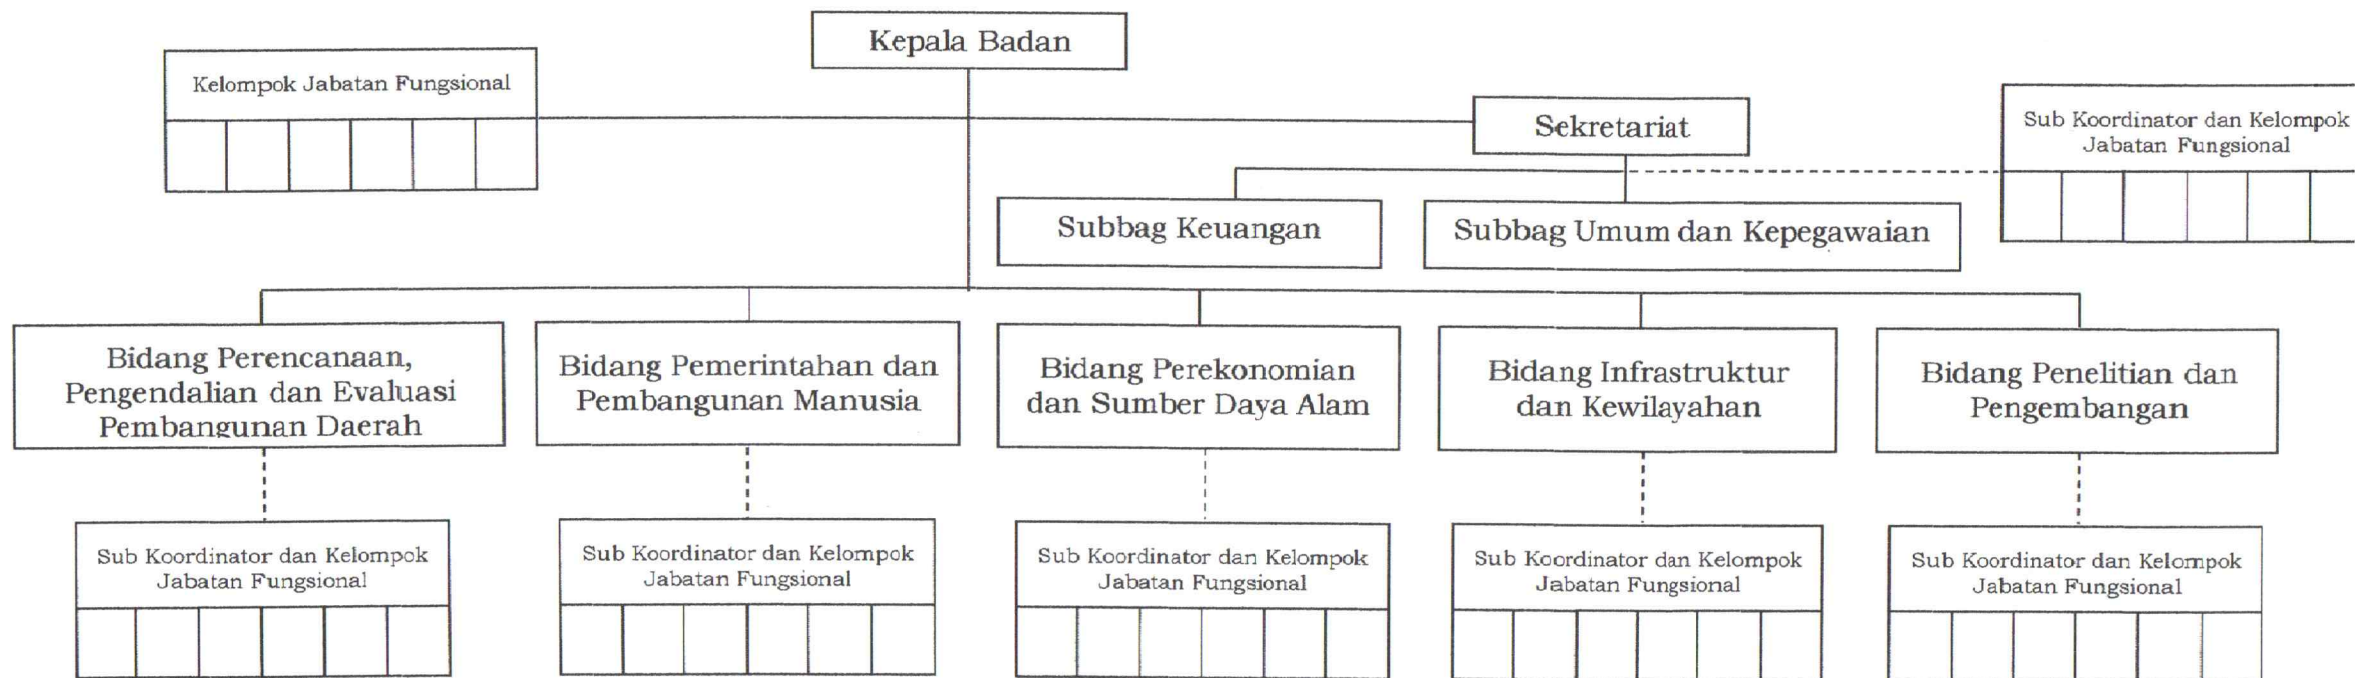 Kepala Badan
Kelompok Jabatan Fungsional
Sekretariat
Sub Koordinator dan Kelompok
Jabatan Fungsional
Subbag Keuangan
Subbag Umum dan Kepegawaian
Bidang Perencanaan,
Pengendalian dan Evaluasi
Pembangunan Daerah
Bidang Pemerintahan dan
Pembangunan Manusia
Bidang Perekonomian
dan Sumber Daya Alam
Bidang Infrastruktur
dan Kewilayahan
Bidang Penelitian dan
Pengembangan
Sub Koordinator dan Kelompok
Jabatan Fungsional
Sub Koordinator dan Kelompok
Jabatan Fungsional
Sub Koordinator dan Kelompok
Jabatan Fungsional
Sub Koordinator dan Kelompok
Jabatan Fungsional
Sub Koordinator dan Kelompok
Jabatan Fungsional